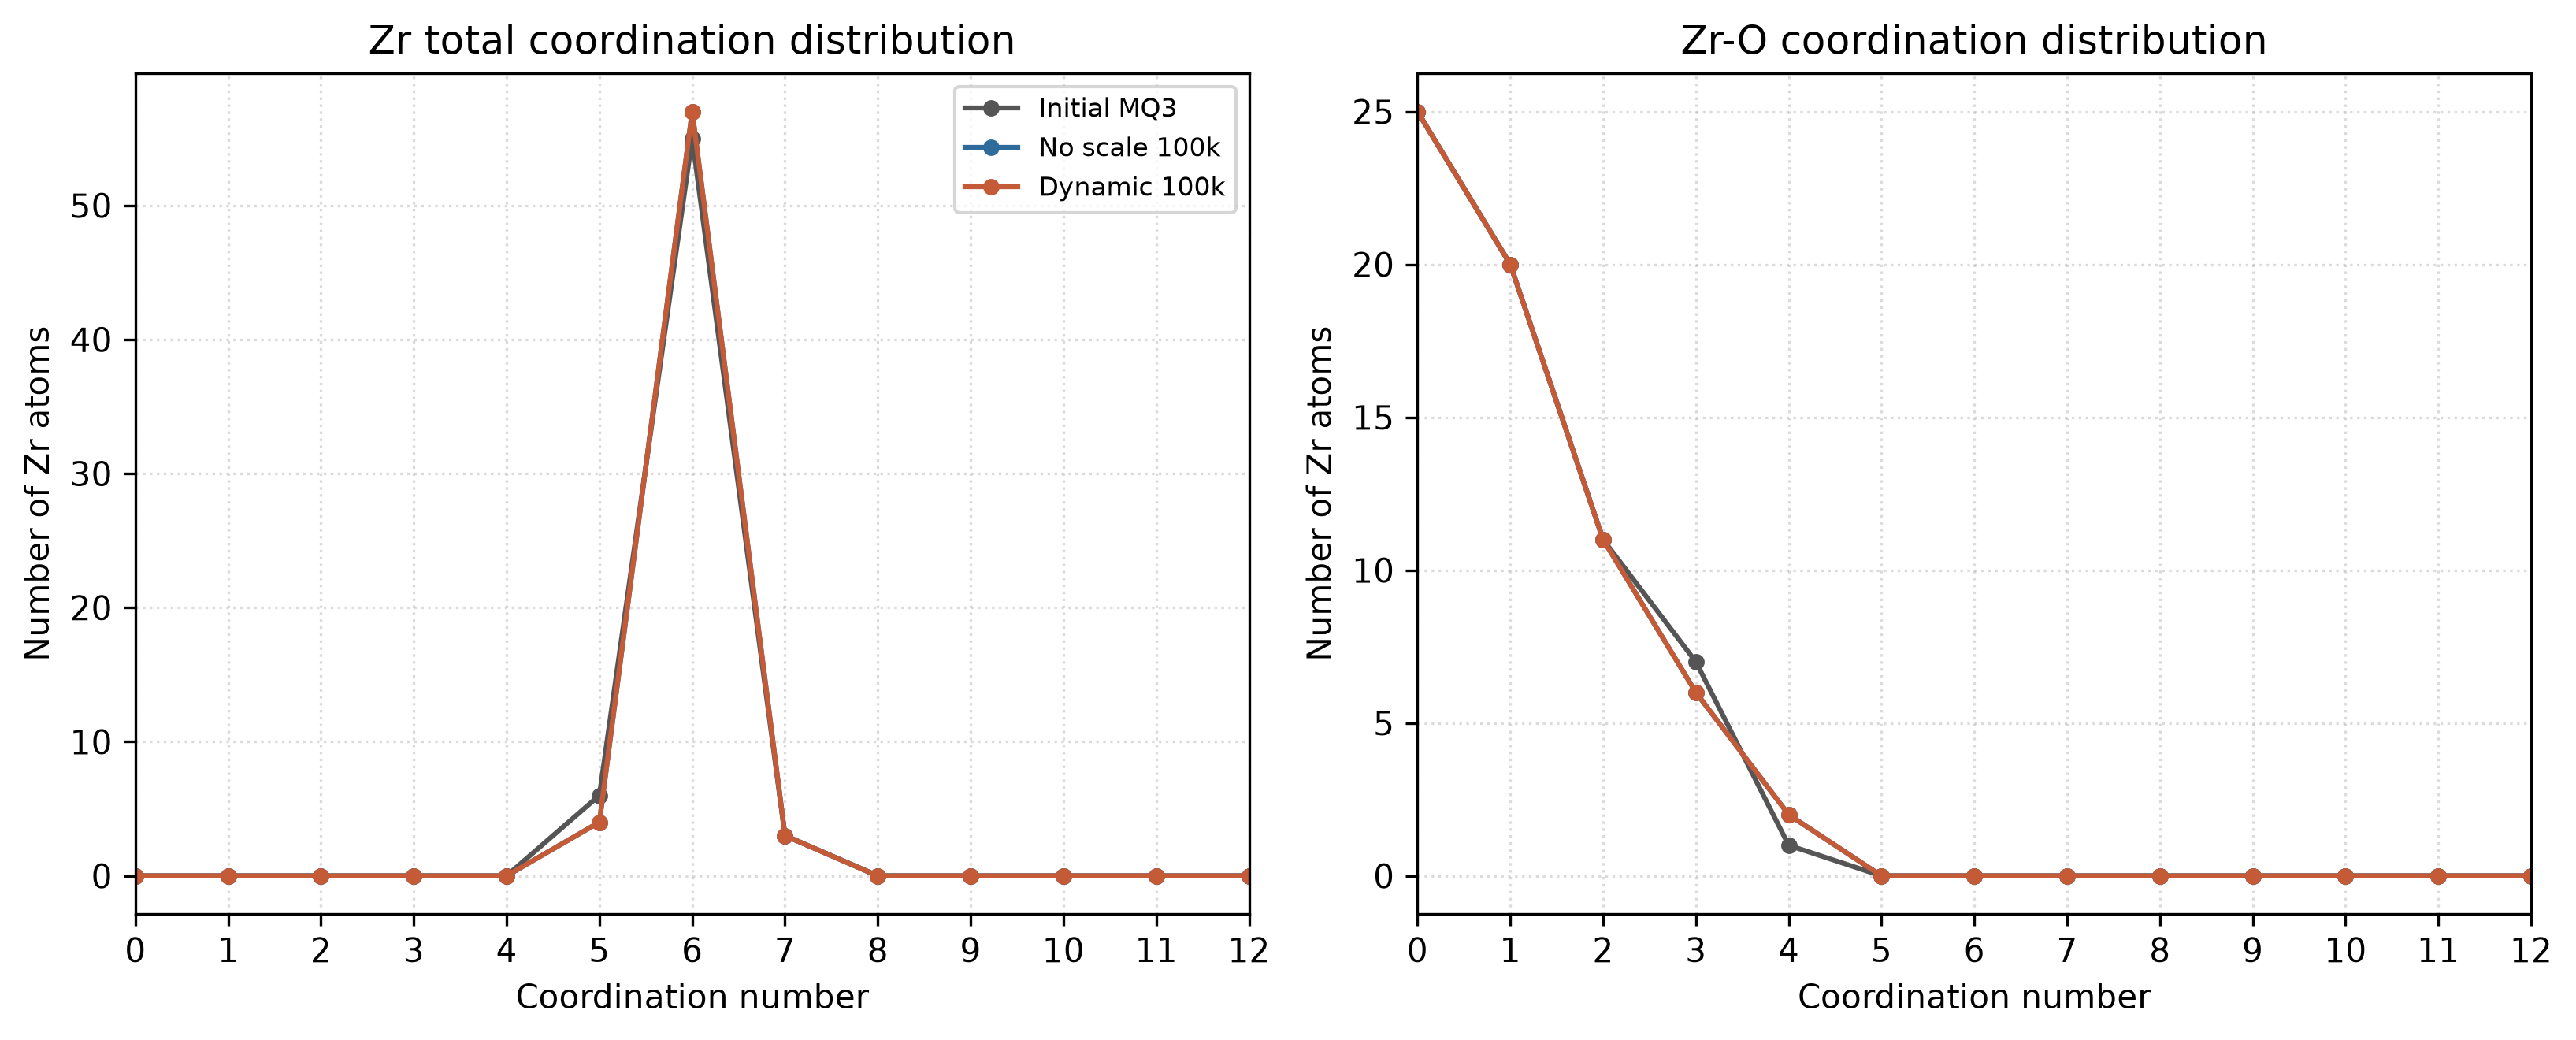 Zr total coordination distribution
Number of Zr atoms
50
40
30
20
10
0
Initial MQ3
No scale 100k
Dynamic 100k
0 1 2 3 4 5 6 7 8 9 10 11 12
Coordination number
Zr-O coordination distribution
Number of Zr atoms
25
20
15
10
5
0
0 1 2 3 4 5 6 7 8 9 10 11 12
Coordination number